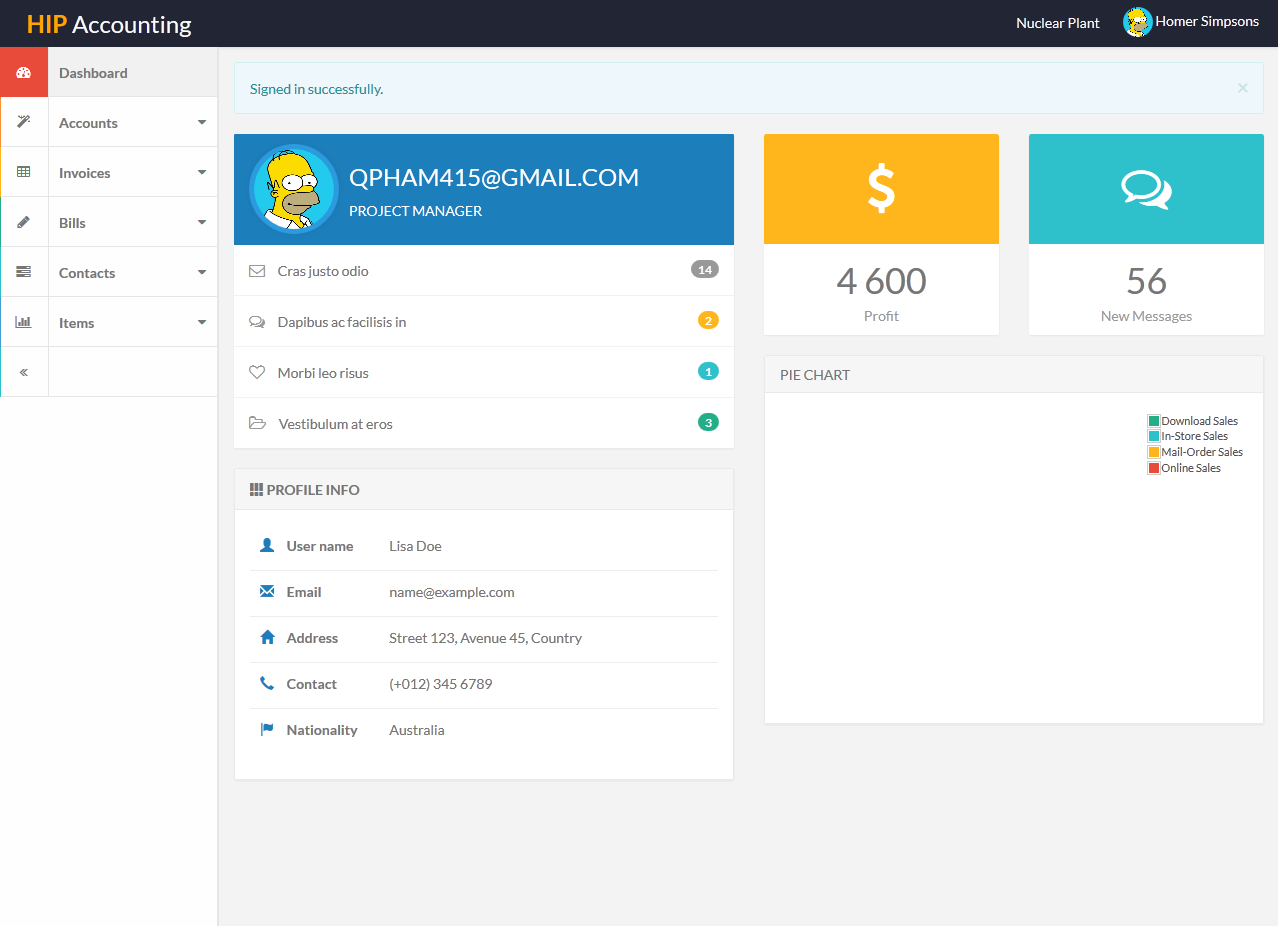 HIP Accounting
Nuclear Plant
Homer Simpsons
Dashboard
Accounts
Invoices
Bills
Contacts
Items
Signed in successfully.
×
QPHAM415@GMAIL.COM
PROJECT MANAGER
Cras justo odio 14
Dapibus ac facilisis in 2
Morbi leo risus 1
Vestibulum at eros 3
PROFILE INFO
User name Lisa Doe
Email name@example.com
Address Street 123, Avenue 45, Country
Contact (+012) 345 6789
Nationality Australia
$
4 600
Profit
56
New Messages
PIE CHART
Download Sales
In-Store Sales
Mail-Order Sales
Online Sales